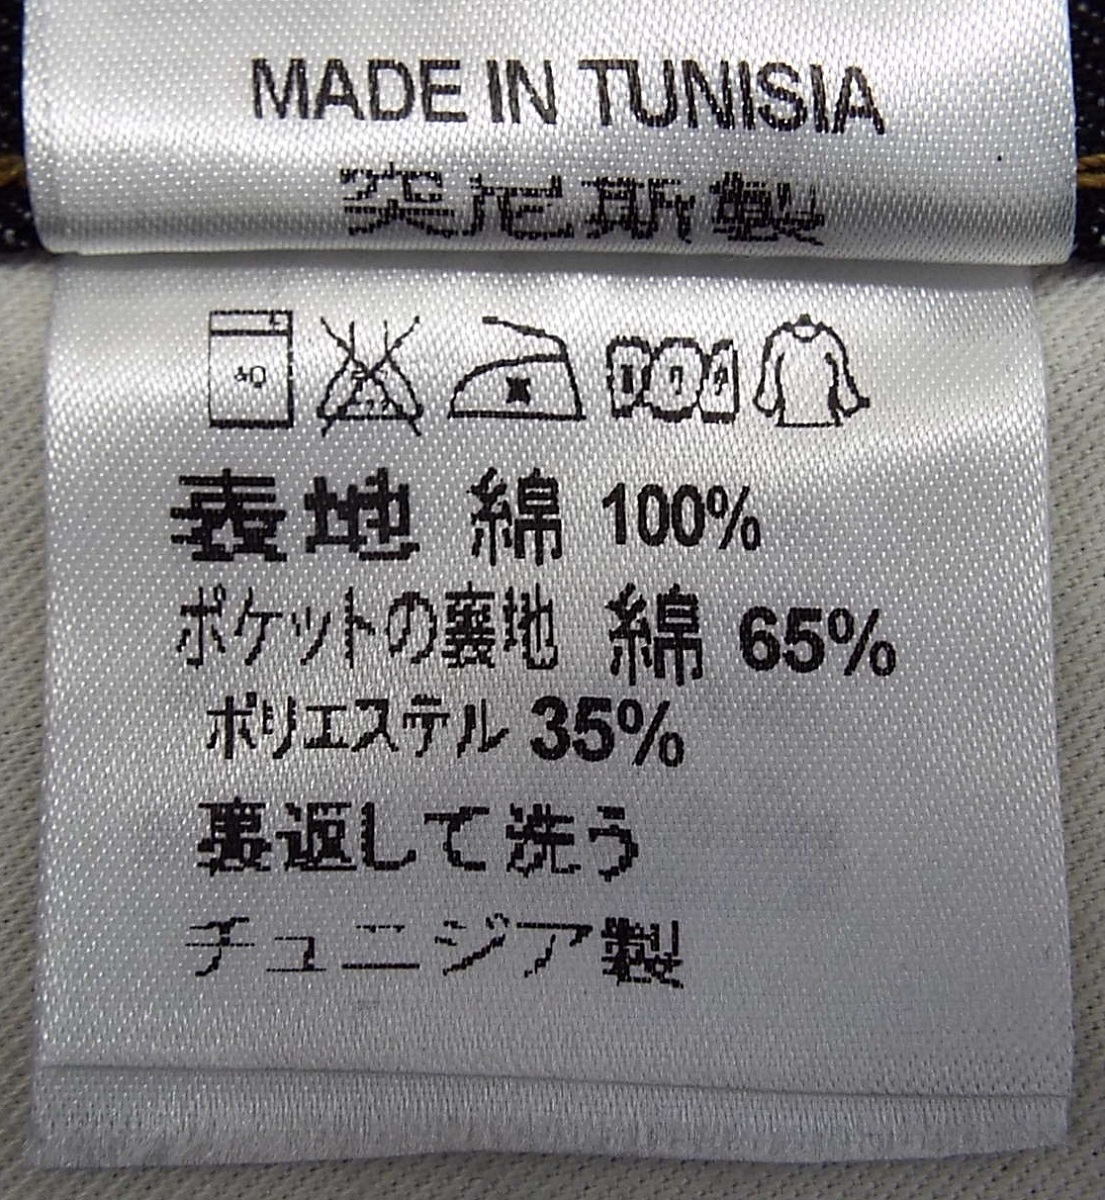 MADE IN TUNISIA
突尼斯製
40
表地 綿 100%
ポケットの裏地 綿 65%
ポリエステル 35%
裏返して洗う
チュニジア製